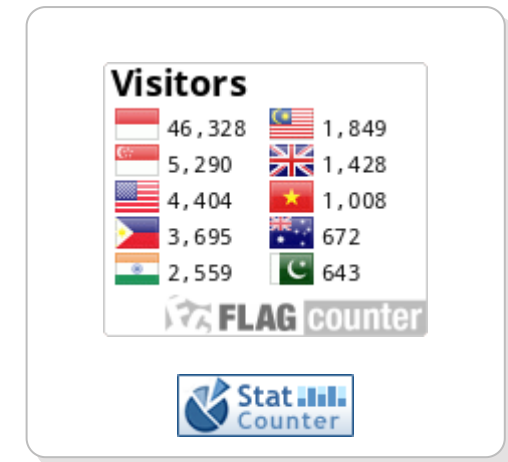 Visitors
46,328 1,849
5,290 1,428
4,404 1,008
3,695 672
2,559 643
FLAG counter
Stat
Counter